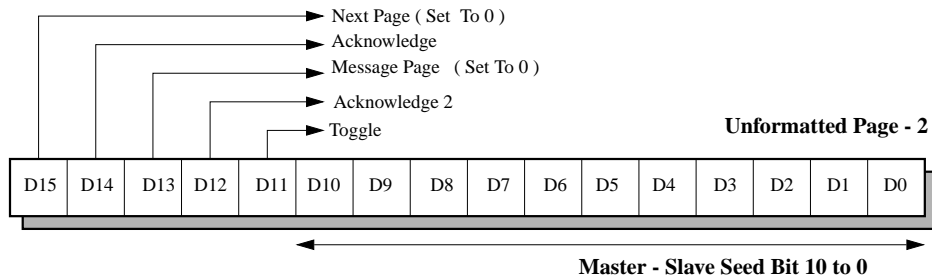 Next Page ( Set To 0 )
Acknowledge
Message Page ( Set To 0 )
Acknowledge 2
Toggle
Unformatted Page - 2
D15 D14 D13 D12 D11 D10 D9 D8 D7 D6 D5 D4 D3 D2 D1 D0
Master - Slave Seed Bit 10 to 0